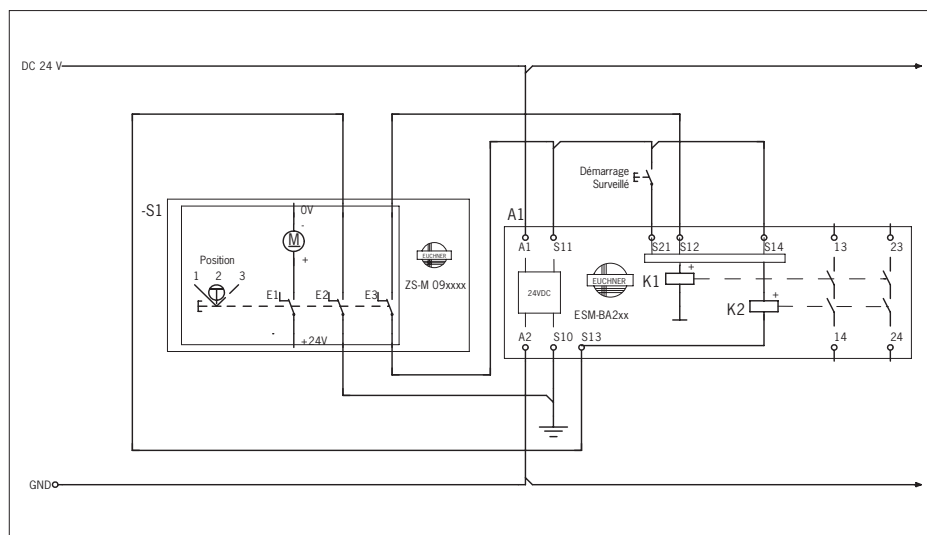 DC 24 V
Démarrage
Surveillé
-S1
0V
-
M
+
EUCHNER
ZS-M 09xxxx
Position
1 2 3
E1
E2
E3
-
+24V
A1
A1
S11
S21
S12
S14
13
23
24VDC
EUCHNER
ESM-BA2xx
K1
+
K2
+
A2
S10
S13
14
24
GND